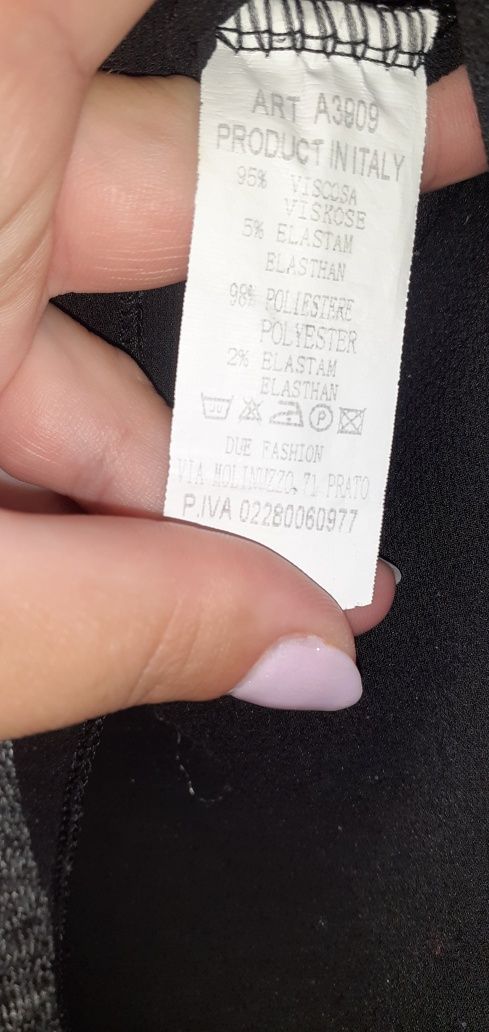 ART A3909
PRODUCT IN ITALY
95% VISCOSA
VISKOSE
5% ELASTAM
ELASTHAN
98% POLIESTERE
POLYESTER
2% ELASTAM
ELASTHAN
P
DUE FASHION
VIA MOLINUZZO,71 PRATO
P.IVA 02280060977